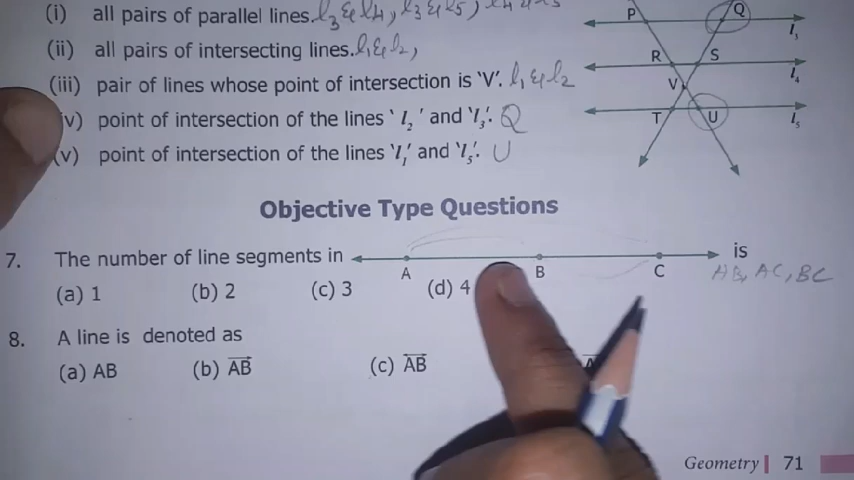 (i) all pairs of parallel lines. l3 & l4, l3 & l5,
(ii) all pairs of intersecting lines. l1 & l2,
(iii) pair of lines whose point of intersection is 'V'. l1 & l2
iv) point of intersection of the lines ' l2 ' and 'l3'. Q
(v) point of intersection of the lines 'l1' and 'l5'. U
P Q l3
R S l4
V
T U l5
Objective Type Questions
7. The number of line segments in A B C is
AB, AC, BC
(a) 1 (b) 2 (c) 3 (d) 4
8. A line is denoted as
(a) AB (b) AB (c) AB
Geometry | 71